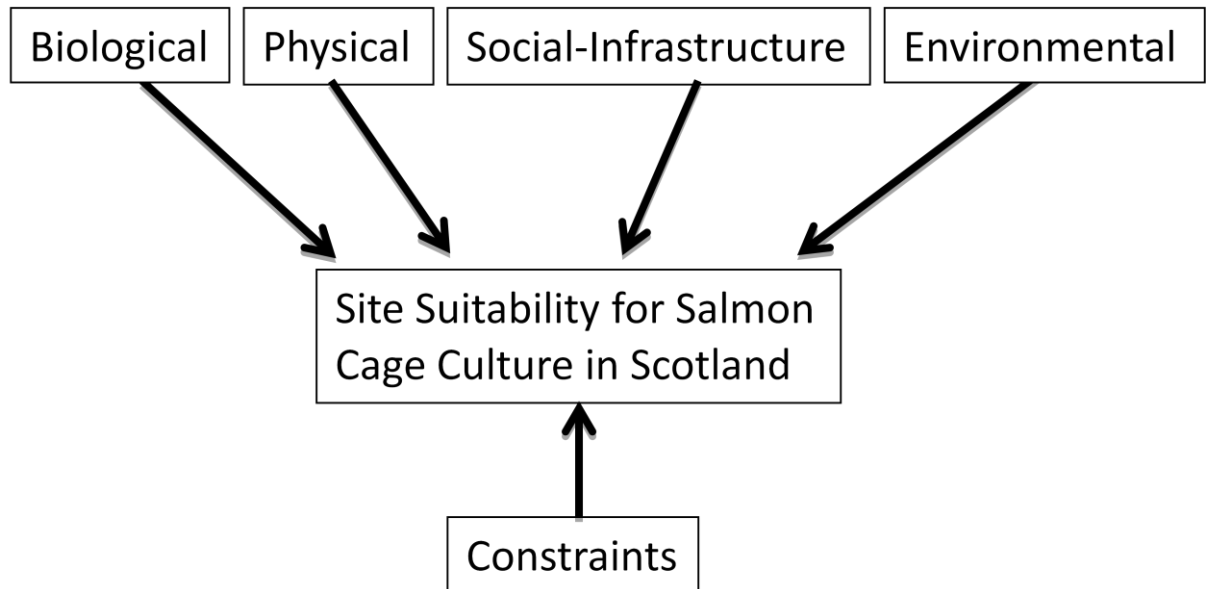 Biological
Physical
Social-Infrastructure
Environmental
Site Suitability for Salmon
Cage Culture in Scotland
Constraints